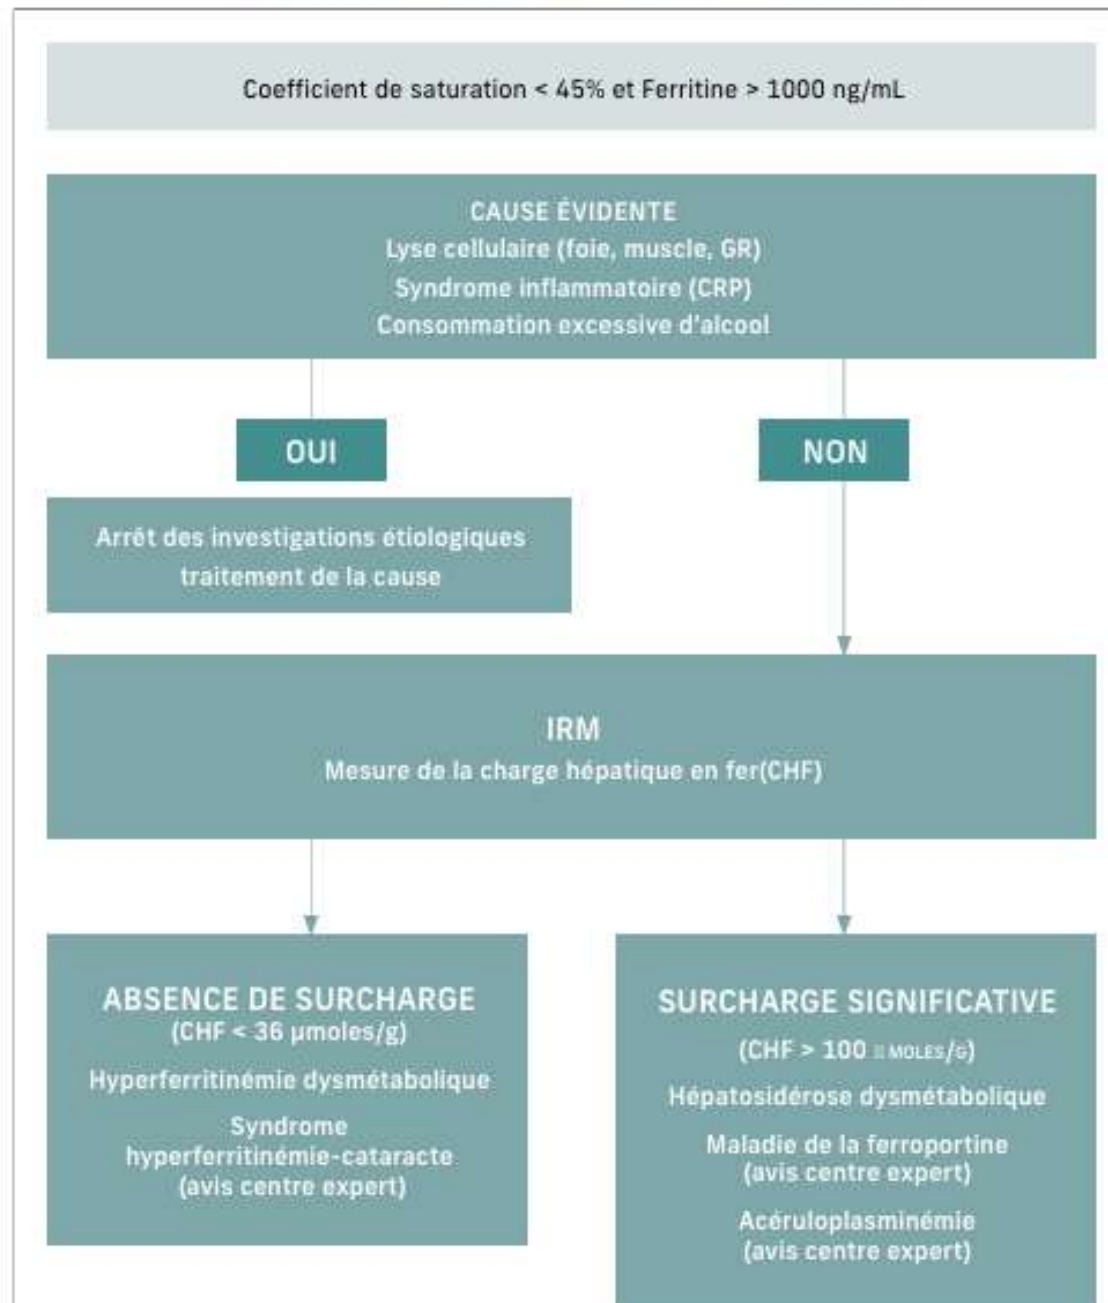 Coefficient de saturation < 45% et Ferritine > 1000 ng/mL
CAUSE ÉVIDENTE
Lyse cellulaire (foie, muscle, GR)
Syndrome inflammatoire (CRP)
Consommation excessive d'alcool
OUI
NON
Arrêt des investigations étiologiques
traitement de la cause
IRM
Mesure de la charge hépatique en fer(CHF)
ABSENCE DE SURCHARGE
(CHF < 36 µmoles/g)
Hyperferritinémie dysmétabolique
Syndrome
hyperferritinémie-cataracte
(avis centre expert)
SURCHARGE SIGNIFICATIVE
(CHF > 100 MOLES/G)
Hépatosidérose dysmétabolique
Maladie de la ferroportine
(avis centre expert)
Acéruloplasminémie
(avis centre expert)